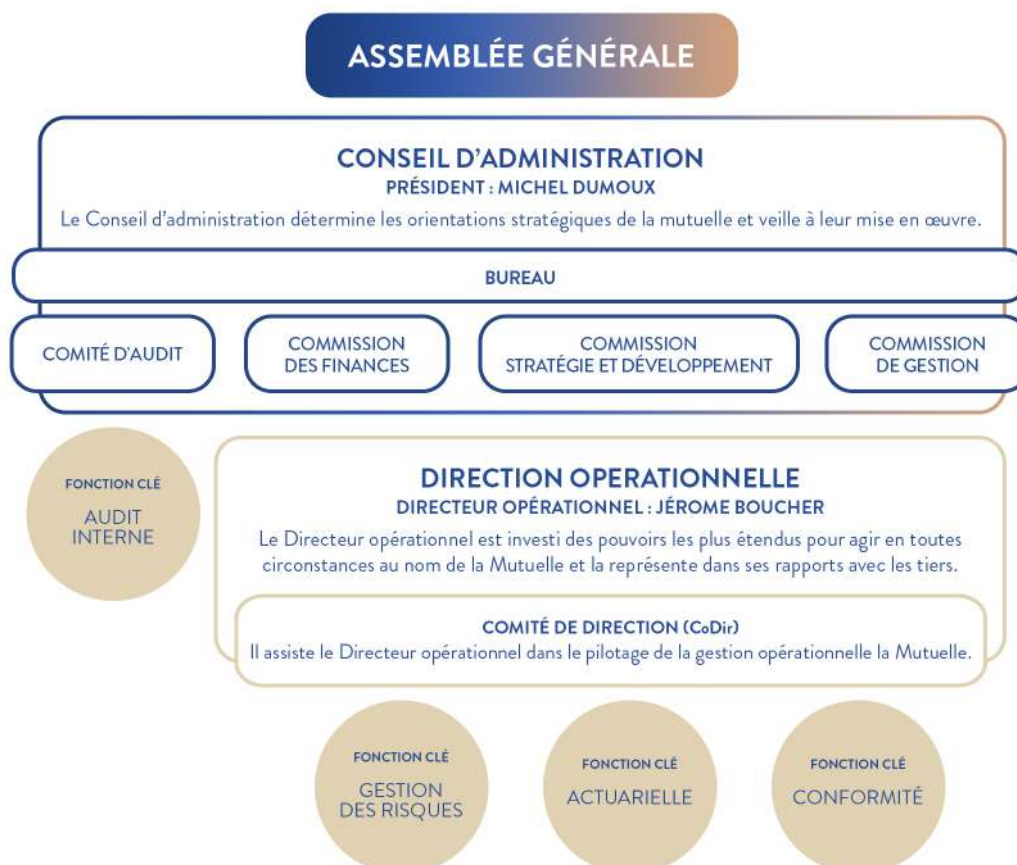 ASSEMBLÉE GÉNÉRALE
CONSEIL D'ADMINISTRATION
PRÉSIDENT : MICHEL DUMOUX
Le Conseil d'administration détermine les orientations stratégiques de la mutuelle et veille à leur mise en œuvre.
BUREAU
COMITÉ D'AUDIT
COMMISSION
DES FINANCES
COMMISSION
STRATÉGIE ET DÉVELOPPEMENT
COMMISSION
DE GESTION
FONCTION CLÉ
AUDIT
INTERNE
DIRECTION OPERATIONNELLE
DIRECTEUR OPÉRATIONNEL : JÉROME BOUCHER
Le Directeur opérationnel est investi des pouvoirs les plus étendus pour agir en toutes
circonstances au nom de la Mutuelle et la représente dans ses rapports avec les tiers.
COMITÉ DE DIRECTION (CoDir)
Il assiste le Directeur opérationnel dans le pilotage de la gestion opérationnelle la Mutuelle.
FONCTION CLÉ
GESTION
DES RISQUES
FONCTION CLÉ
ACTUARIELLE
FONCTION CLÉ
CONFORMITÉ